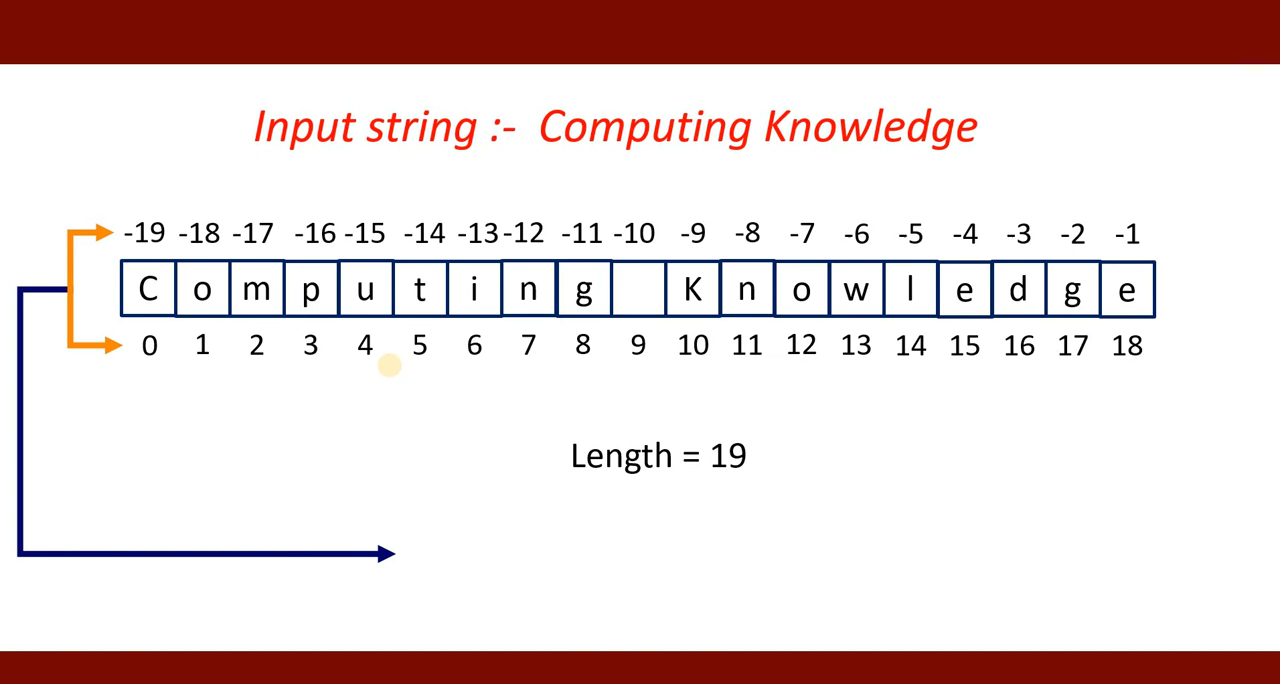 Input string :- Computing Knowledge
-19 -18 -17 -16 -15 -14 -13 -12 -11 -10 -9 -8 -7 -6 -5 -4 -3 -2 -1
C o m p u t i n g K n o w l e d g e
0 1 2 3 4 5 6 7 8 9 10 11 12 13 14 15 16 17 18
Length = 19